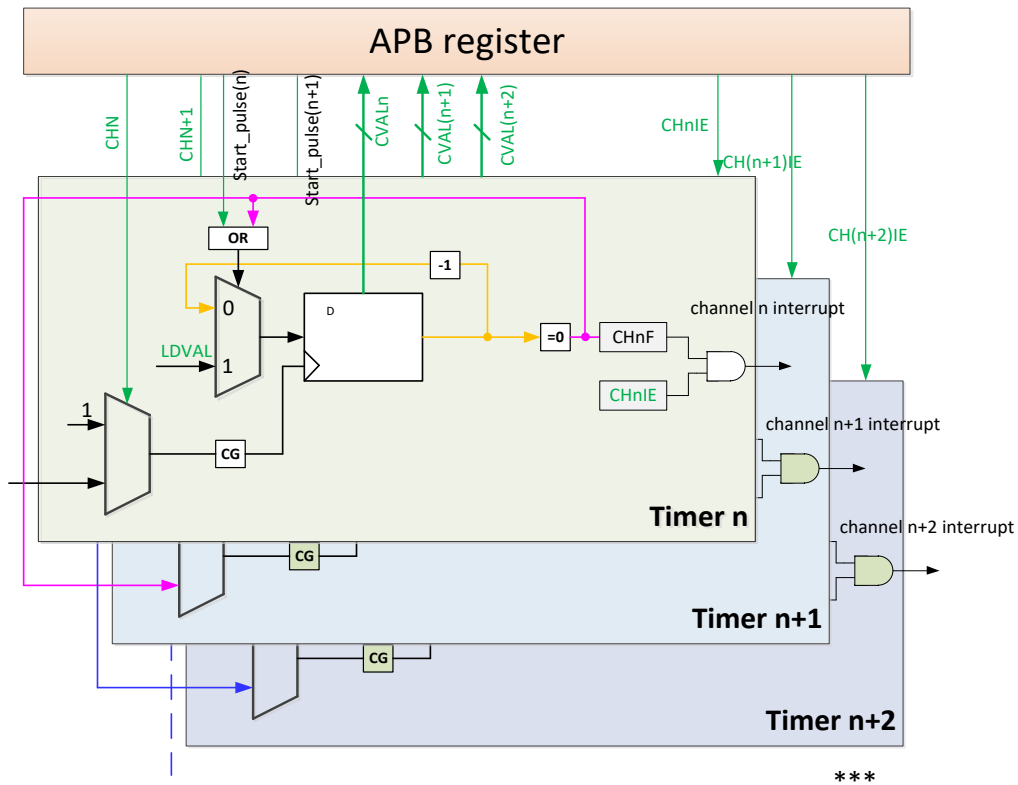 APB register
CHN
CHN+1
Start_pulse(n)
Start_pulse(n+1)
CVALn
CVAL(n+1)
CVAL(n+2)
CHnIE
CH(n+1)IE
CH(n+2)IE
OR
-1
0
D
channel n interrupt
LDVAL
1
=0
CHnF
CHnIE
1
CG
channel n+1 interrupt
Timer n
channel n+2 interrupt
CG
Timer n+1
CG
Timer n+2
***